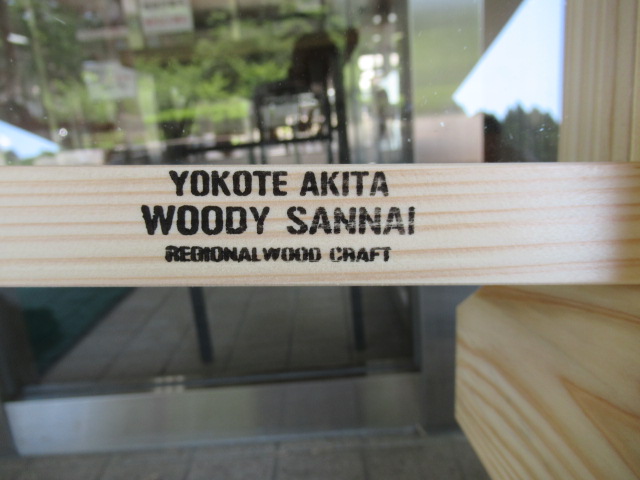 YOKOTE AKITA
WOODY SANNAI
REGIONALWOOD CRAFT